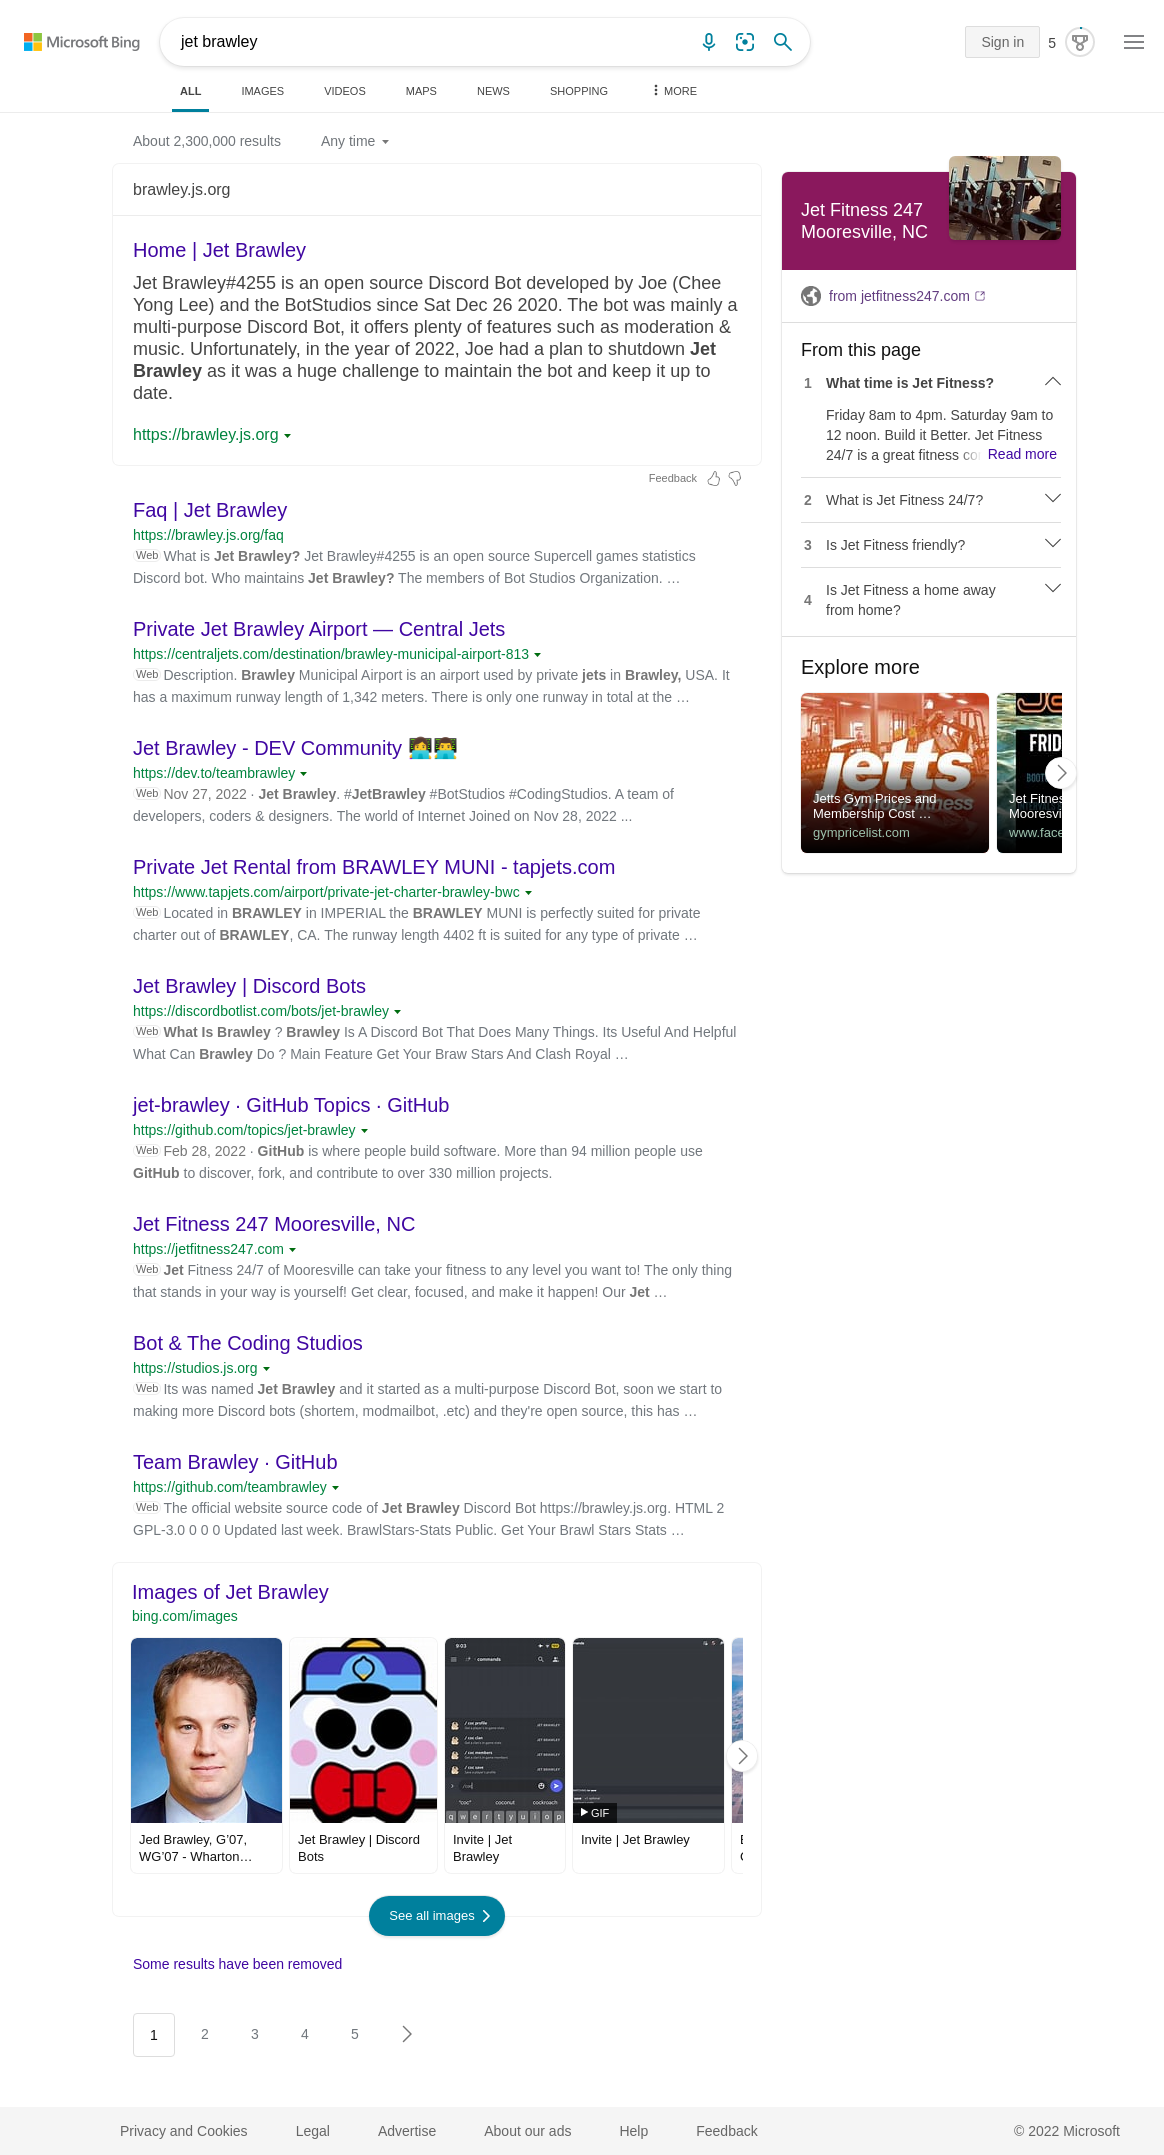 Microsoft Bing
jet brawley
Sign in
5
ALL
IMAGES
VIDEOS
MAPS
NEWS
SHOPPING
MORE
About 2,300,000 results
Any time
brawley.js.org
Home | Jet Brawley
Jet Brawley#4255 is an open source Discord Bot developed by Joe (Chee
Yong Lee) and the BotStudios since Sat Dec 26 2020. The bot was mainly a
multi-purpose Discord Bot, it offers plenty of features such as moderation &
music. Unfortunately, in the year of 2022, Joe had a plan to shutdown Jet
Brawley as it was a huge challenge to maintain the bot and keep it up to
date.
https://brawley.js.org
Feedback
Faq | Jet Brawley
https://brawley.js.org/faq
Web What is Jet Brawley? Jet Brawley#4255 is an open source Supercell games statistics
Discord bot. Who maintains Jet Brawley? The members of Bot Studios Organization. …
Private Jet Brawley Airport — Central Jets
https://centraljets.com/destination/brawley-municipal-airport-813
Web Description. Brawley Municipal Airport is an airport used by private jets in Brawley, USA. It
has a maximum runway length of 1,342 meters. There is only one runway in total at the …
Jet Brawley - DEV Community 👩‍💻👨‍💻
https://dev.to/teambrawley
Web Nov 27, 2022 · Jet Brawley. #JetBrawley #BotStudios #CodingStudios. A team of
developers, coders & designers. The world of Internet Joined on Nov 28, 2022 ...
Private Jet Rental from BRAWLEY MUNI - tapjets.com
https://www.tapjets.com/airport/private-jet-charter-brawley-bwc
Web Located in BRAWLEY in IMPERIAL the BRAWLEY MUNI is perfectly suited for private
charter out of BRAWLEY, CA. The runway length 4402 ft is suited for any type of private …
Jet Brawley | Discord Bots
https://discordbotlist.com/bots/jet-brawley
Web What Is Brawley ? Brawley Is A Discord Bot That Does Many Things. Its Useful And Helpful
What Can Brawley Do ? Main Feature Get Your Braw Stars And Clash Royal …
jet-brawley · GitHub Topics · GitHub
https://github.com/topics/jet-brawley
Web Feb 28, 2022 · GitHub is where people build software. More than 94 million people use
GitHub to discover, fork, and contribute to over 330 million projects.
Jet Fitness 247 Mooresville, NC
https://jetfitness247.com
Web Jet Fitness 24/7 of Mooresville can take your fitness to any level you want to! The only thing
that stands in your way is yourself! Get clear, focused, and make it happen! Our Jet …
Bot & The Coding Studios
https://studios.js.org
Web Its was named Jet Brawley and it started as a multi-purpose Discord Bot, soon we start to
making more Discord bots (shortem, modmailbot, .etc) and they're open source, this has …
Team Brawley · GitHub
https://github.com/teambrawley
Web The official website source code of Jet Brawley Discord Bot https://brawley.js.org. HTML 2
GPL-3.0 0 0 0 Updated last week. BrawlStars-Stats Public. Get Your Brawl Stars Stats …
Images of Jet Brawley
bing.com/images
9:03
commands
/ coc profile
JET BRAWLEY
/ coc clan
JET BRAWLEY
/ coc members
JET BRAWLEY
/ coc save
JET BRAWLEY
/coc
"coc"
coconut
cockroach
q w e r t y u i o p
GIF
Jed Brawley, G'07,
WG'07 - Wharton…
Jet Brawley | Discord
Bots
Invite | Jet
Brawley
Invite | Jet Brawley
See all images
Some results have been removed
1
2
3
4
5
Jet Fitness 247
Mooresville, NC
from jetfitness247.com
From this page
1 What time is Jet Fitness?
Friday 8am to 4pm. Saturday 9am to
12 noon. Build it Better. Jet Fitness
24/7 is a great fitness co Read more
2 What is Jet Fitness 24/7?
3 Is Jet Fitness friendly?
4 Is Jet Fitness a home away
from home?
Explore more
jetts
24 hour fitness
Jetts Gym Prices and
Membership Cost …
gympricelist.com
FRID
BOOT
Jet Fitnes
Mooresvi
www.face
Privacy and Cookies
Legal
Advertise
About our ads
Help
Feedback
© 2022 Microsoft